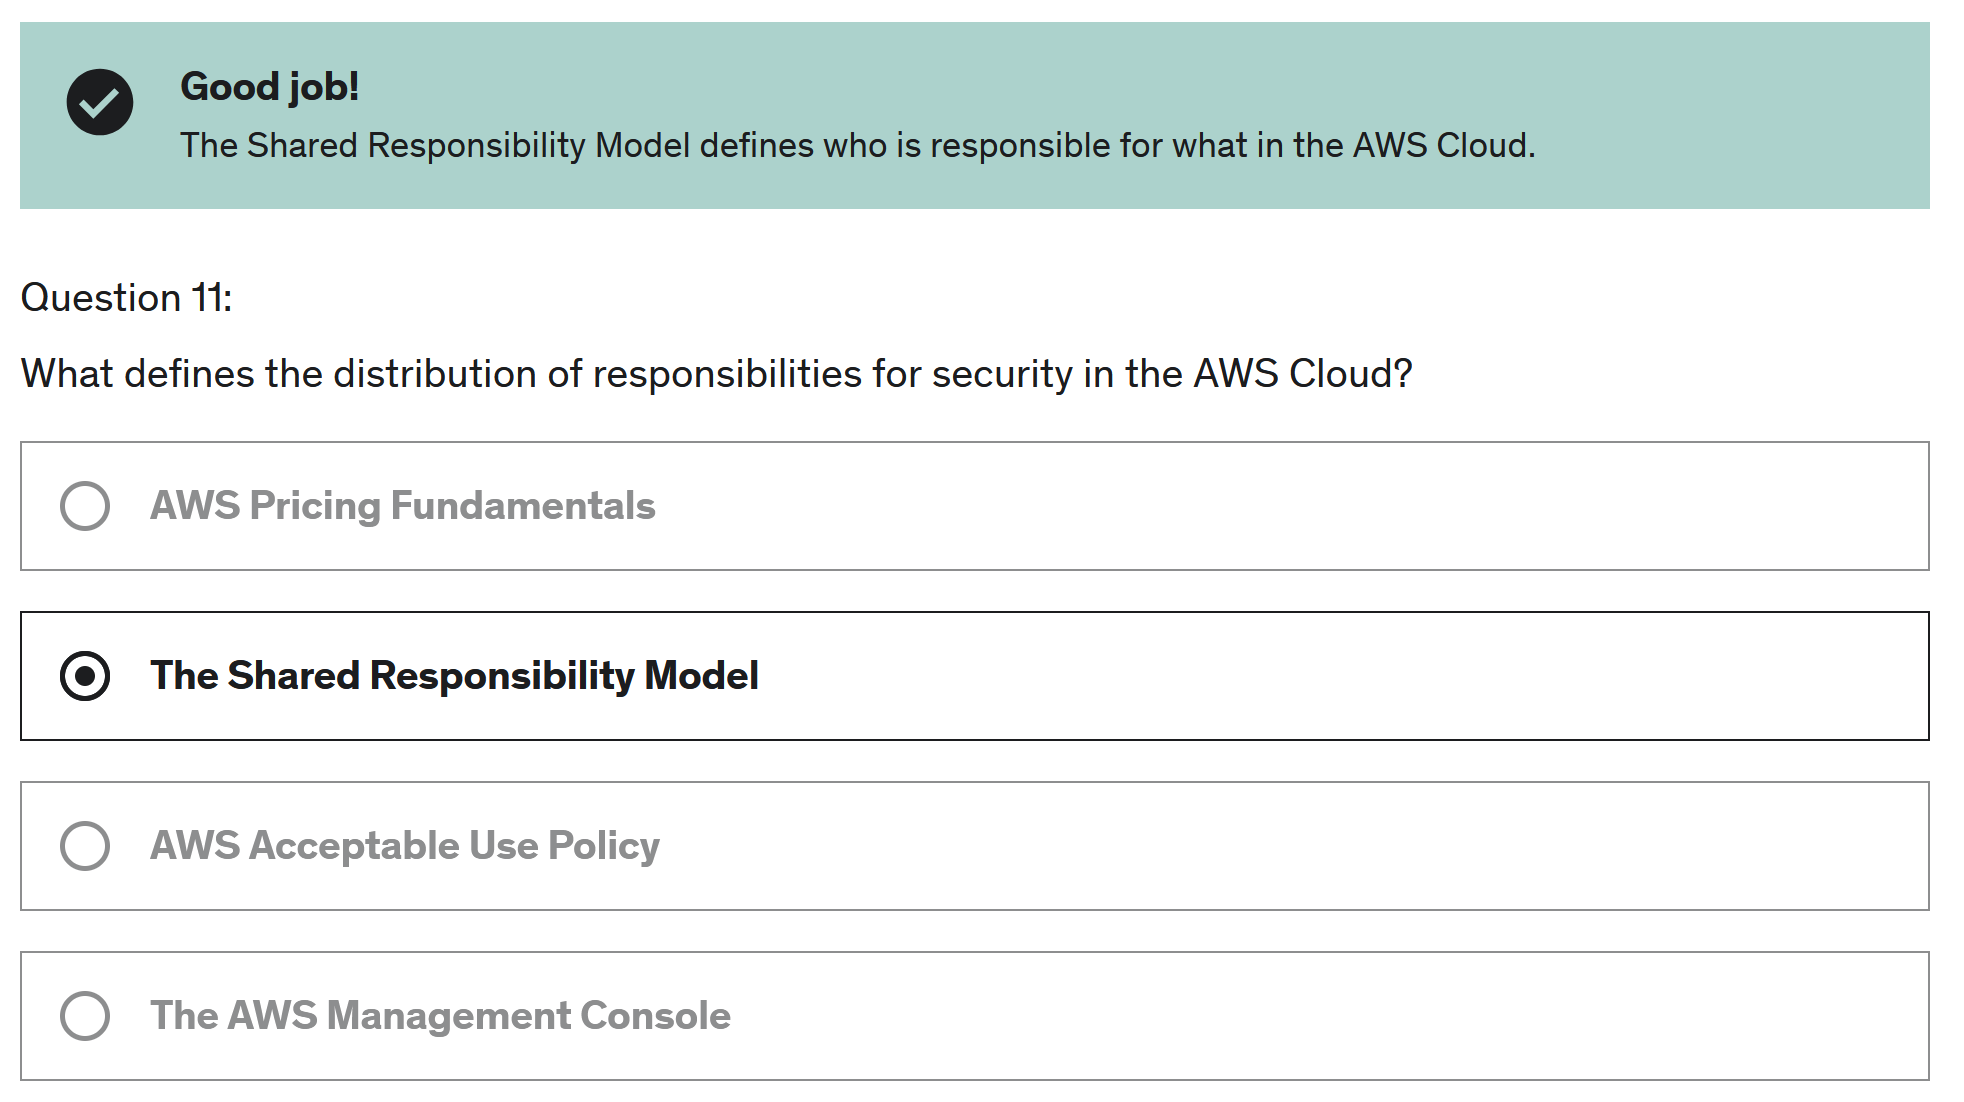 Good job!
The Shared Responsibility Model defines who is responsible for what in the AWS Cloud.
Question 11:
What defines the distribution of responsibilities for security in the AWS Cloud?
AWS Pricing Fundamentals
The Shared Responsibility Model
AWS Acceptable Use Policy
The AWS Management Console